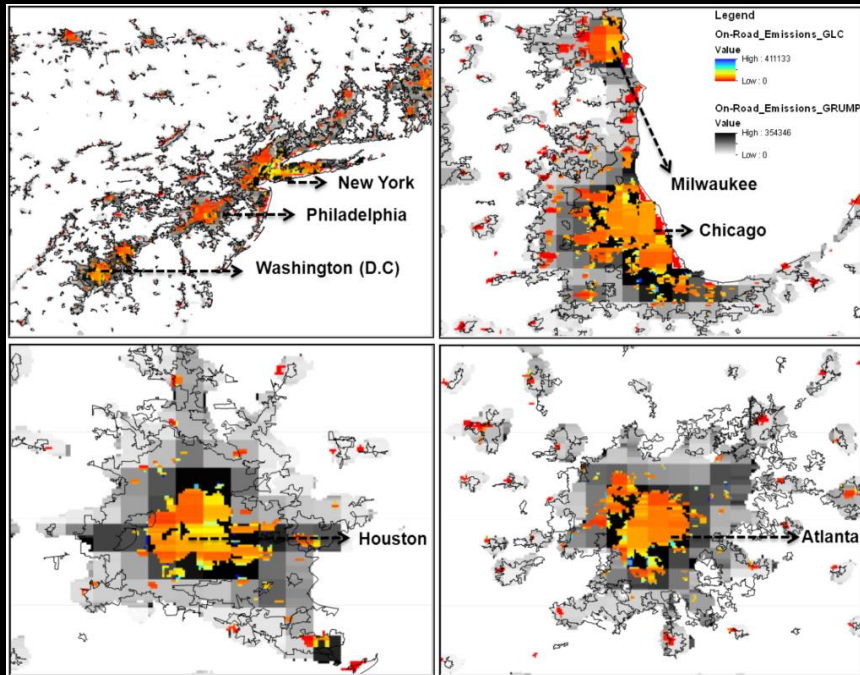 New York
Philadelphia
Washington (D.C)
Legend
On-Road_Emissions_GLC
Value
High : 411133
Low : 0
On-Road_Emissions_GRUMP
Value
High : 354346
Low : 0
Milwaukee
Chicago
Houston
Atlanta